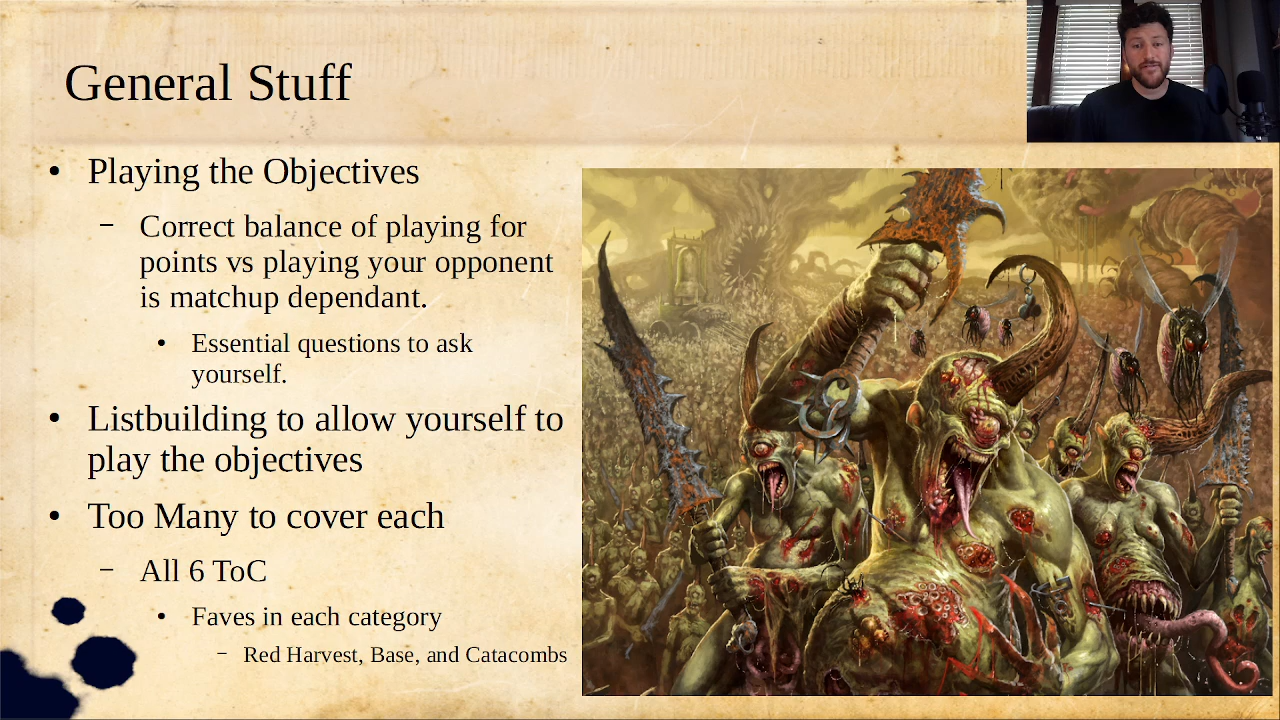 General Stuff
• Playing the Objectives
– Correct balance of playing for
points vs playing your opponent
is matchup dependant.
• Essential questions to ask
yourself.
• Listbuilding to allow yourself to
play the objectives
• Too Many to cover each
– All 6 ToC
• Faves in each category
– Red Harvest, Base, and Catacombs